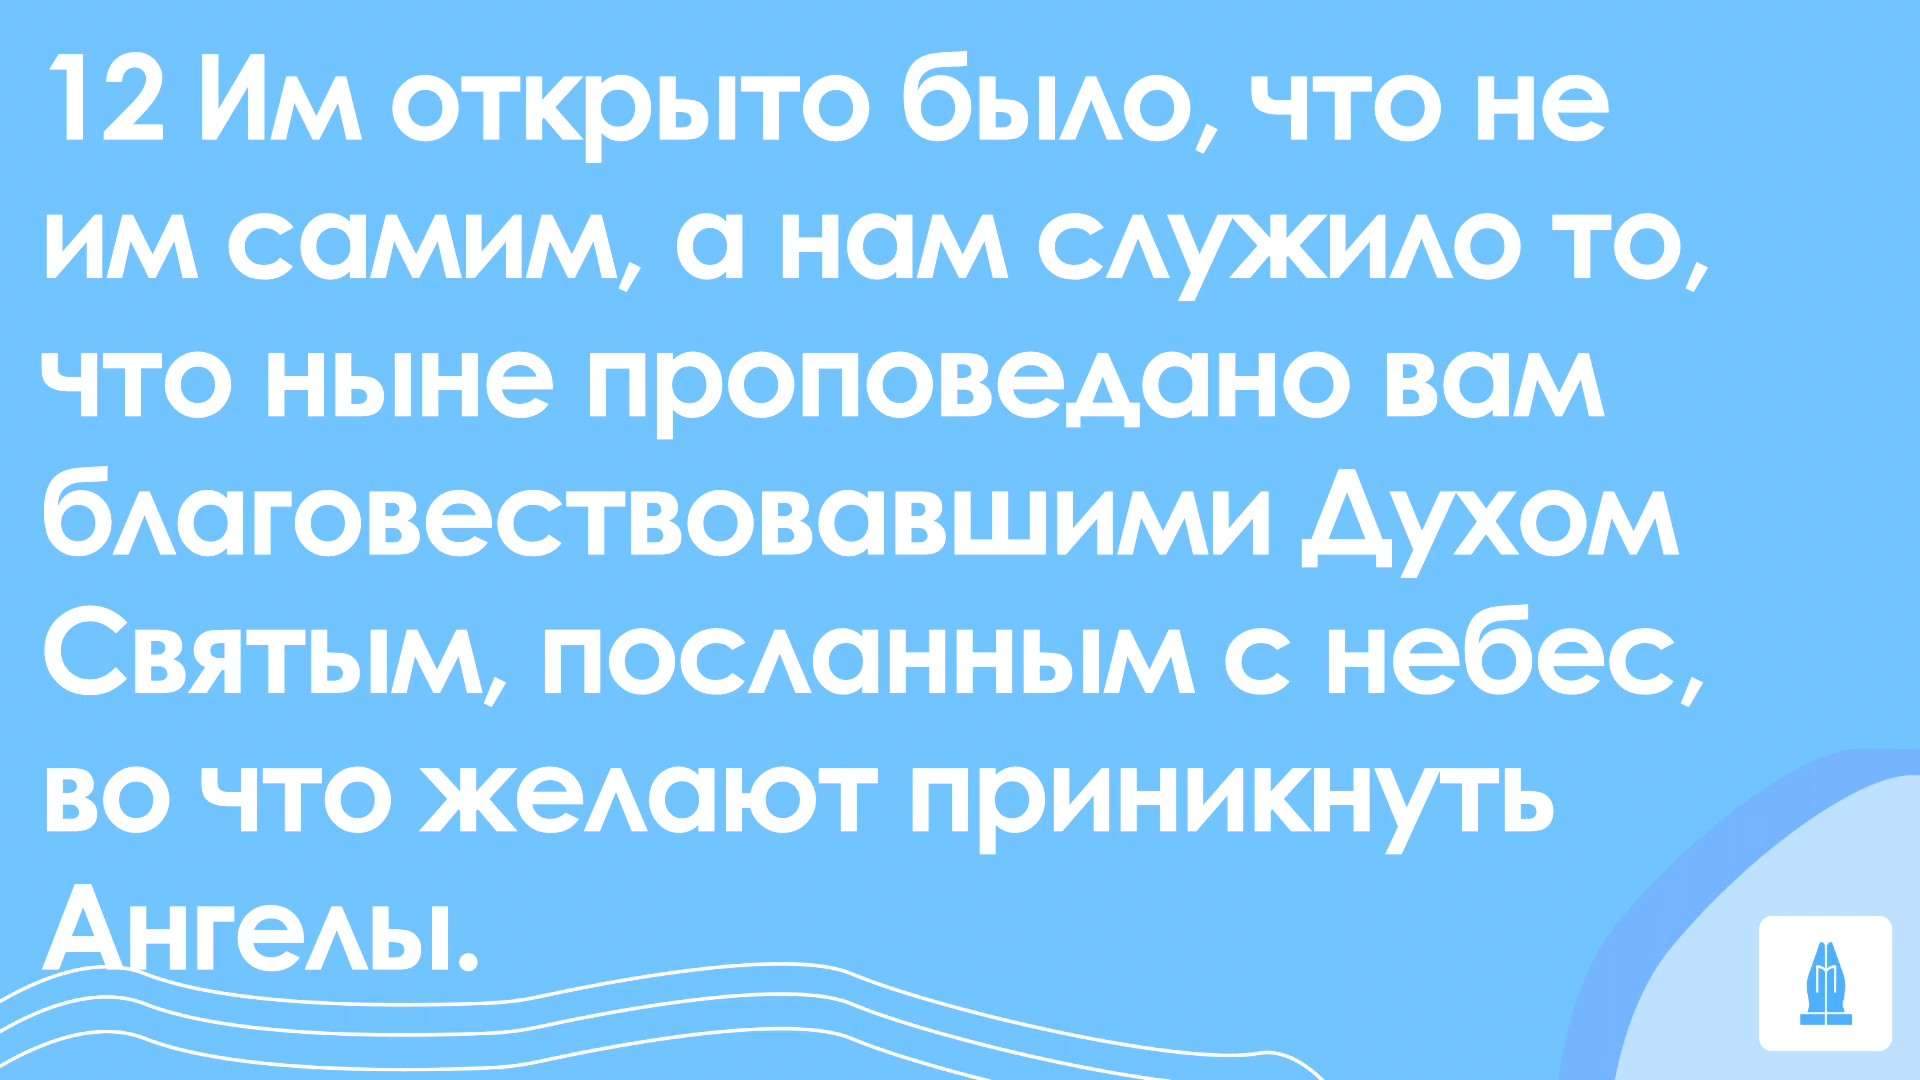 12 Им открыто было, что не
им самим, а нам служило то,
что ныне проповедано вам
благовествовавшими Духом
Святым, посланным с небес,
во что желают приникнуть
Ангелы.